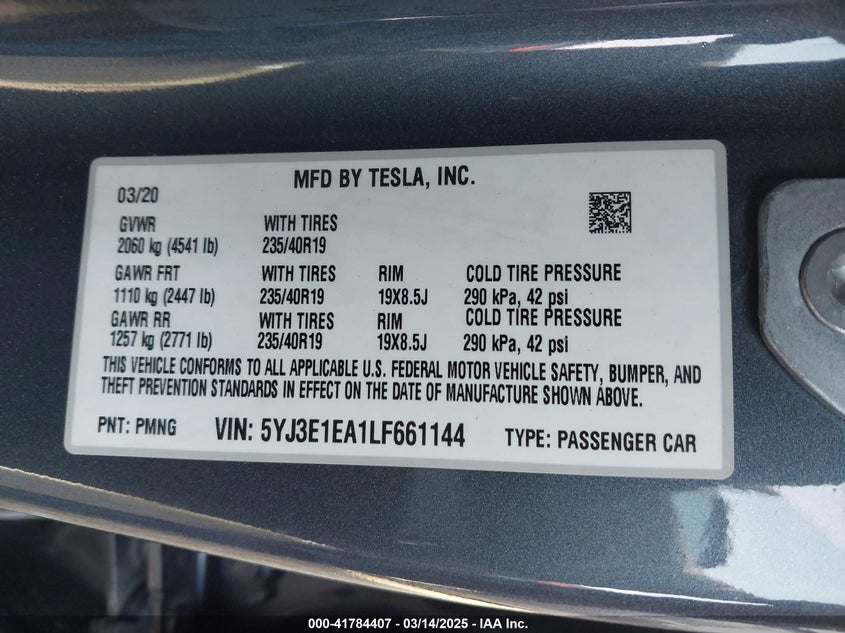 MFD BY TESLA, INC.
03/20
GVWR WITH TIRES
2060 kg (4541 lb) 235/40R19
GAWR FRT WITH TIRES RIM COLD TIRE PRESSURE
1110 kg (2447 lb) 235/40R19 19X8.5J 290 kPa, 42 psi
GAWR RR WITH TIRES RIM COLD TIRE PRESSURE
1257 kg (2771 lb) 235/40R19 19X8.5J 290 kPa, 42 psi
THIS VEHICLE CONFORMS TO ALL APPLICABLE U.S. FEDERAL MOTOR VEHICLE SAFETY, BUMPER, AND
THEFT PREVENTION STANDARDS IN EFFECT ON THE DATE OF MANUFACTURE SHOWN ABOVE.
PNT: PMNG VIN: 5YJ3E1EA1LF661144 TYPE: PASSENGER CAR
000-41784407 - 03/14/2025 - IAA Inc.